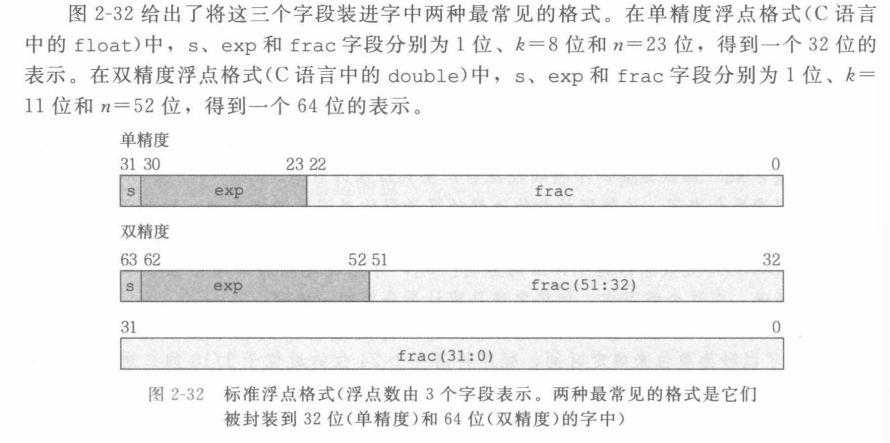 图 2-32 给出了将这三个字段装进字中两种最常见的格式。在单精度浮点格式(C 语言
中的 float)中，s、exp 和 frac 字段分别为 1 位、k＝8 位和 n＝23 位，得到一个 32 位的
表示。在双精度浮点格式(C 语言中的 double)中，s、exp 和 frac 字段分别为 1 位、k＝
11 位和 n＝52 位，得到一个 64 位的表示。
单精度
31 30 23 22 0
s exp frac
双精度
63 62 52 51 32
s exp frac(51:32)
31 0
frac(31:0)
图 2-32 标准浮点格式(浮点数由 3 个字段表示。两种最常见的格式是它们
被封装到 32 位(单精度)和 64 位(双精度)的字中)